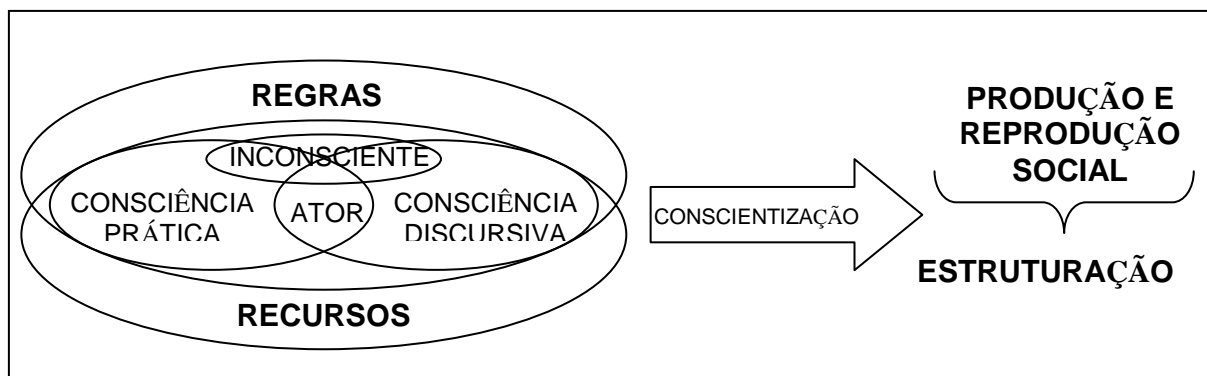 REGRAS
INCONSCIENTE
CONSCIÊNCIA
PRÁTICA
ATOR
CONSCIÊNCIA
DISCURSIVA
RECURSOS
CONSCIENTIZAÇÃO
PRODUÇÃO E
REPRODUÇÃO
SOCIAL
ESTRUTURAÇÃO